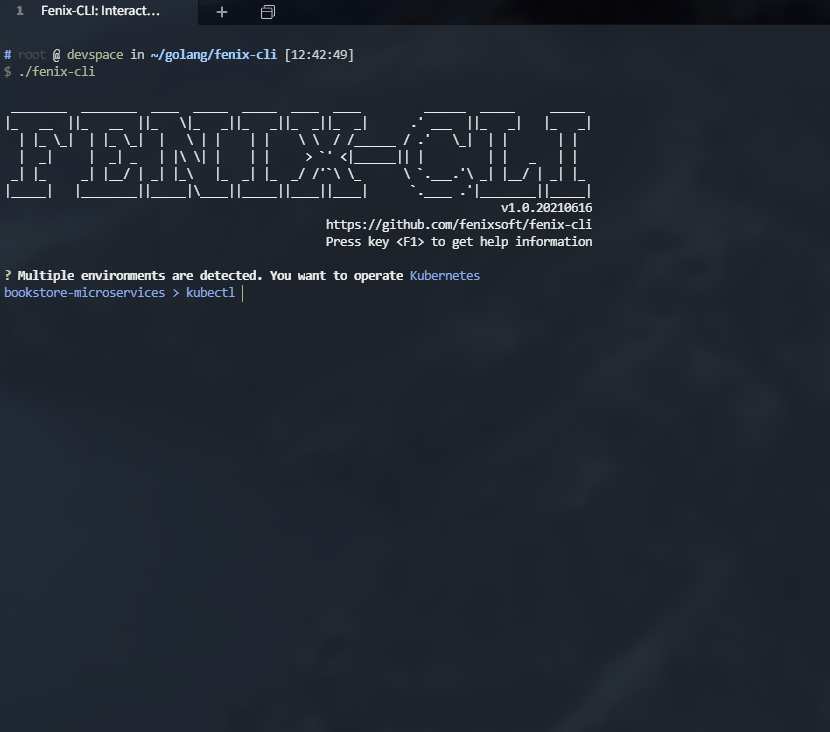 1 Fenix-CLI: Interact...
# root @ devspace in ~/golang/fenix-cli [12:42:49]
$ ./fenix-cli
FENIX-CLI
v1.0.20210616
https://github.com/fenixsoft/fenix-cli
Press key <F1> to get help information
? Multiple environments are detected. You want to operate Kubernetes
bookstore-microservices > kubectl